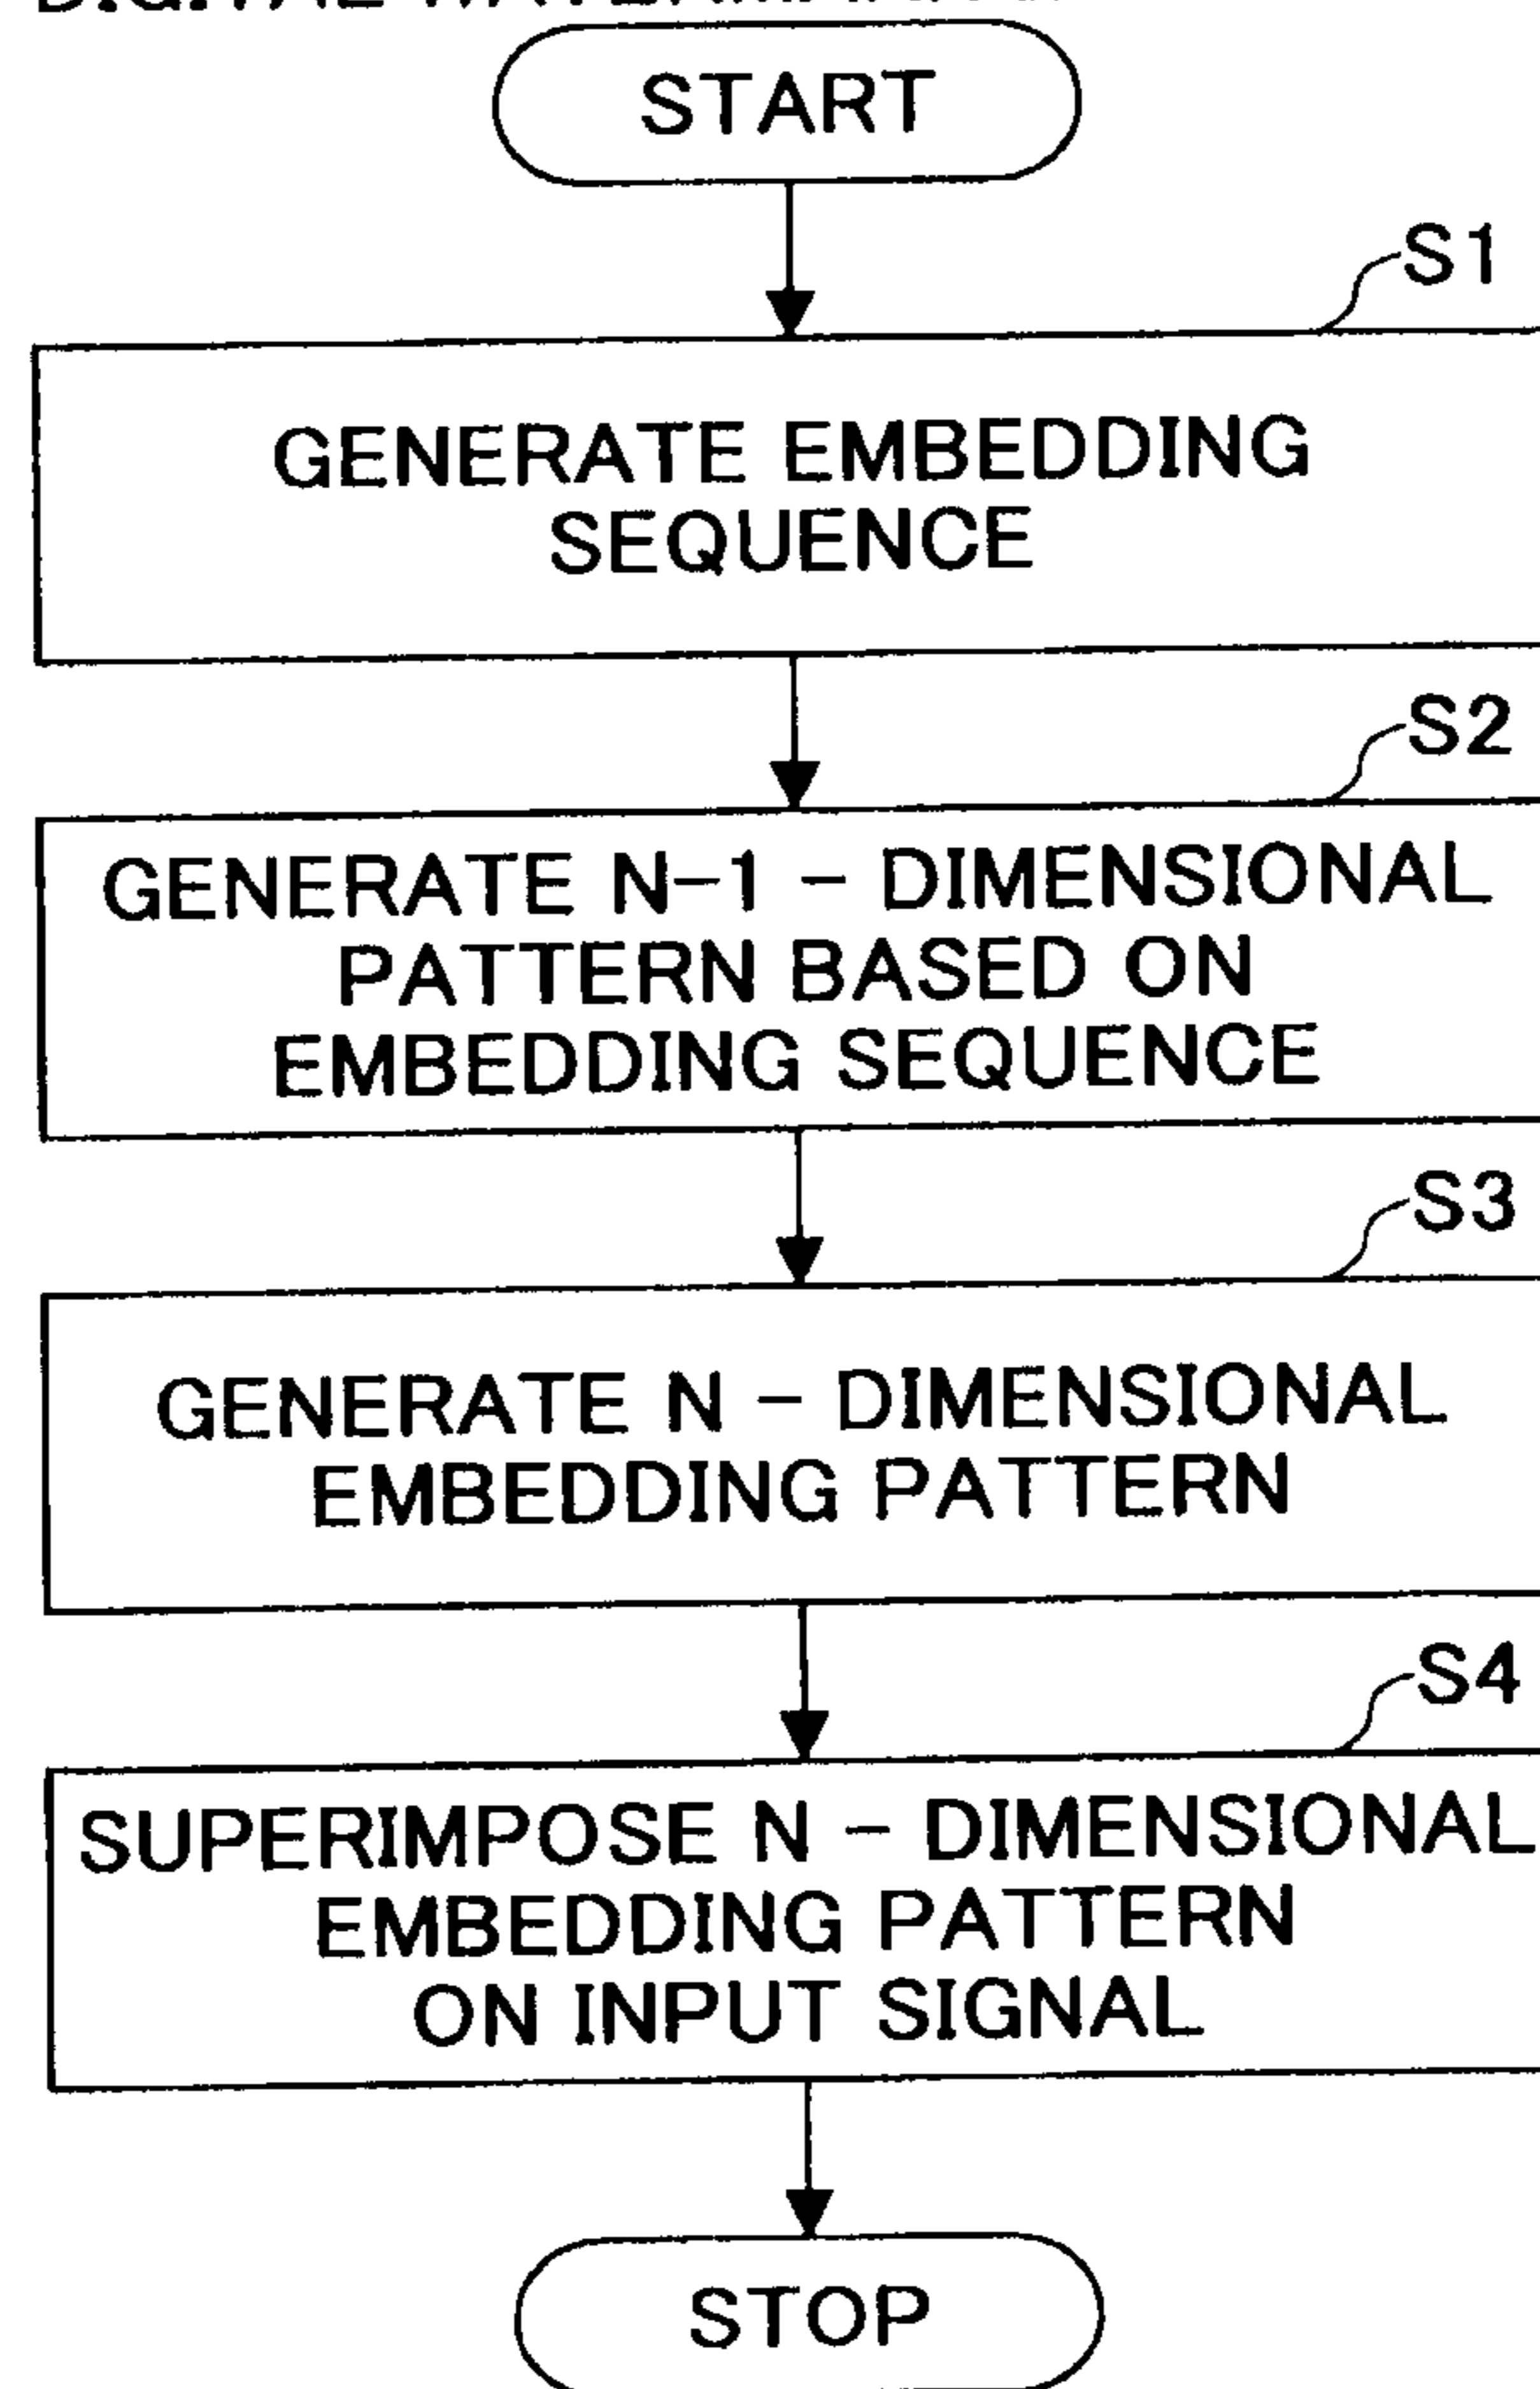 DIGITAL
START
S1
GENERATE EMBEDDING
SEQUENCE
S2
GENERATE N-1 - DIMENSIONAL
PATTERN BASED ON
EMBEDDING SEQUENCE
S3
GENERATE N - DIMENSIONAL
EMBEDDING PATTERN
S4
SUPERIMPOSE N - DIMENSIONAL
EMBEDDING PATTERN
ON INPUT SIGNAL
STOP